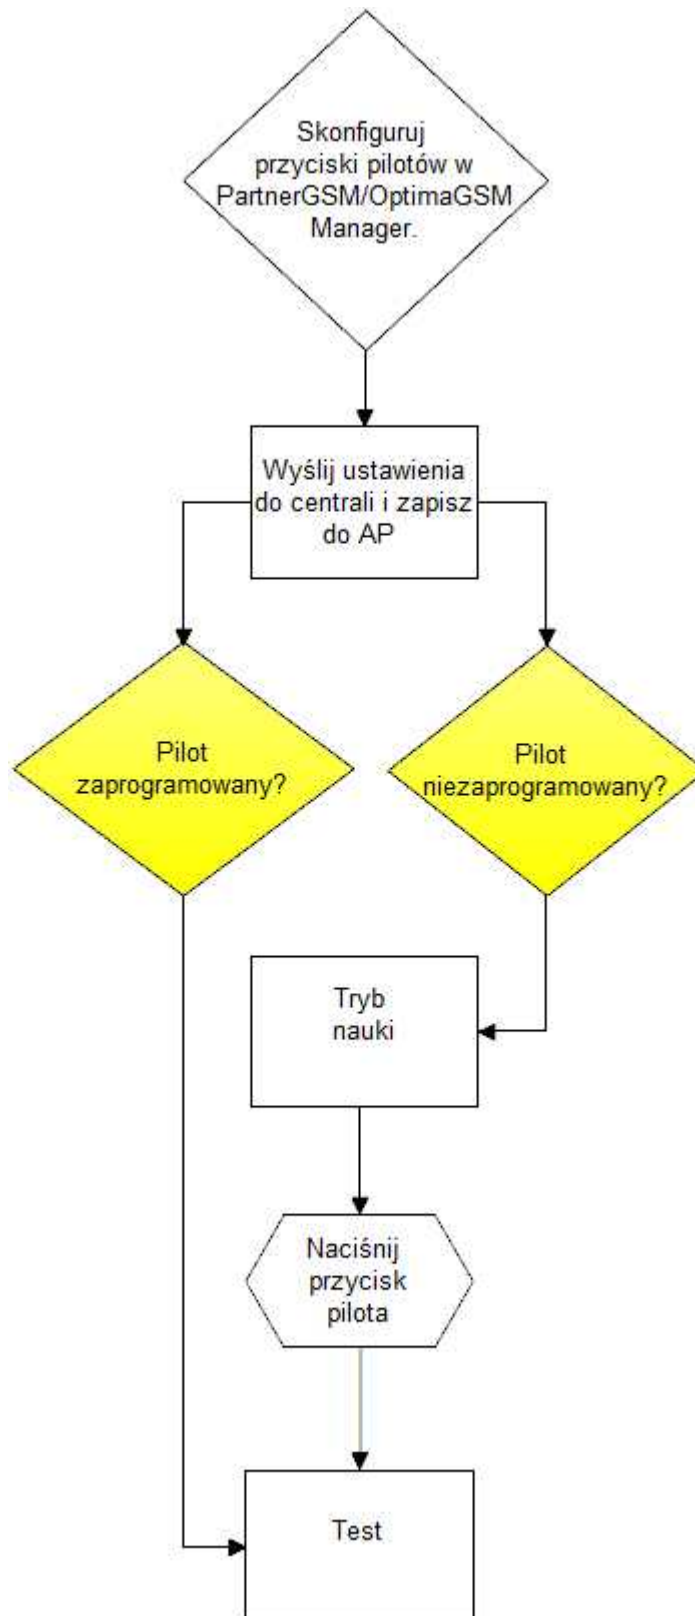 Skonfiguruj
przyciski pilotów w
PartnerGSM/OptimaGSM
Manager.
Wyślij ustawienia
do centrali i zapisz
do AP
Pilot
zaprogramowany?
Pilot
niezaprogramowany?
Tryb
nauki
Naciśnij
przycisk
pilota
Test